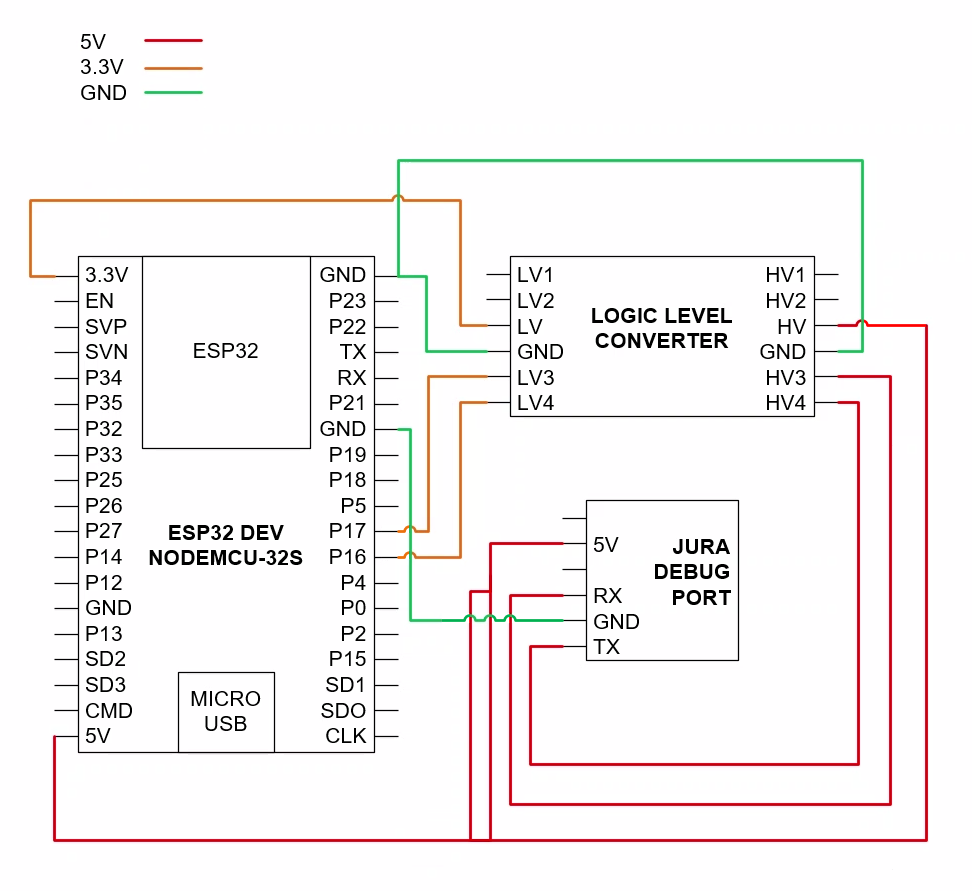 5V
3.3V
GND
3.3V
EN
SVP
SVN
P34
P35
P32
P33
P25
P26
P27
P14
P12
GND
P13
SD2
SD3
CMD
5V
ESP32
ESP32 DEV
NODEMCU-32S
MICRO
USB
GND
P23
P22
TX
RX
P21
GND
P19
P18
P5
P17
P16
P4
P0
P2
P15
SD1
SDO
CLK
LV1
LV2
LV
GND
LV3
LV4
LOGIC LEVEL
CONVERTER
HV1
HV2
HV
GND
HV3
HV4
5V
RX
GND
TX
JURA
DEBUG
PORT